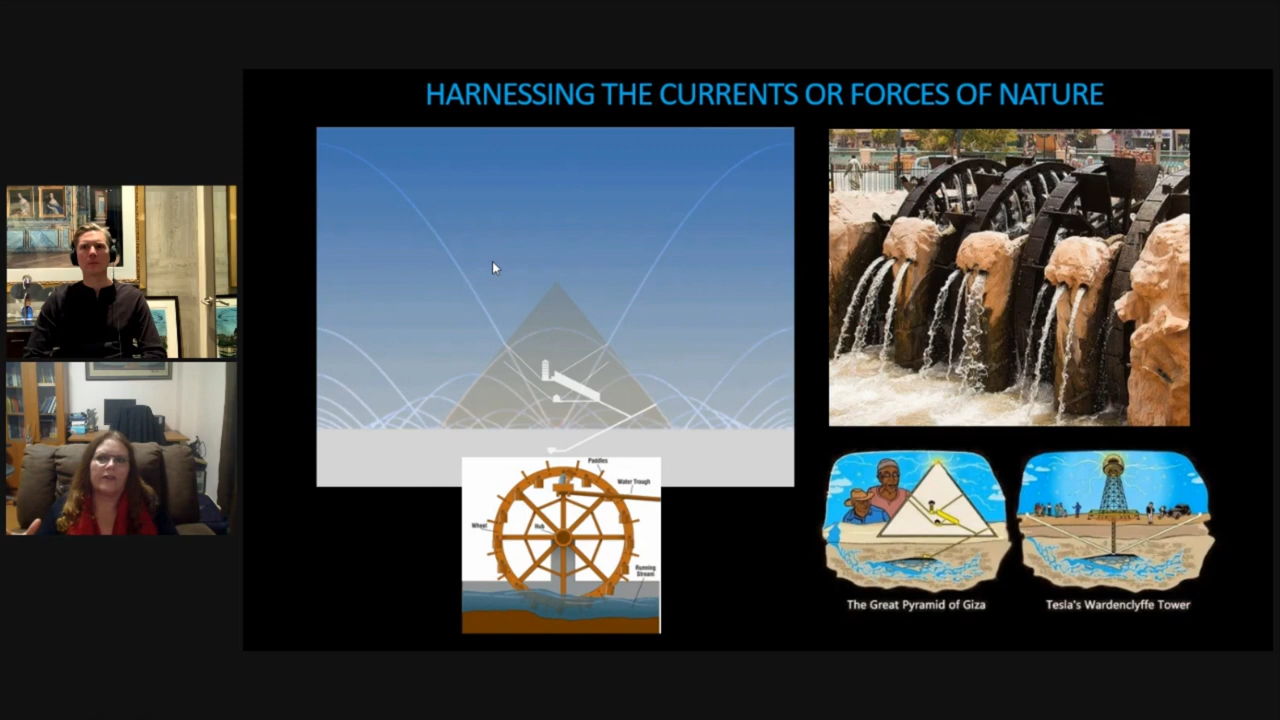 HARNESSING THE CURRENTS OR FORCES OF NATURE
Paddles
Water Trough
Wheel
Hub
Running
Stream
The Great Pyramid of Giza
Tesla's Wardenclyffe Tower